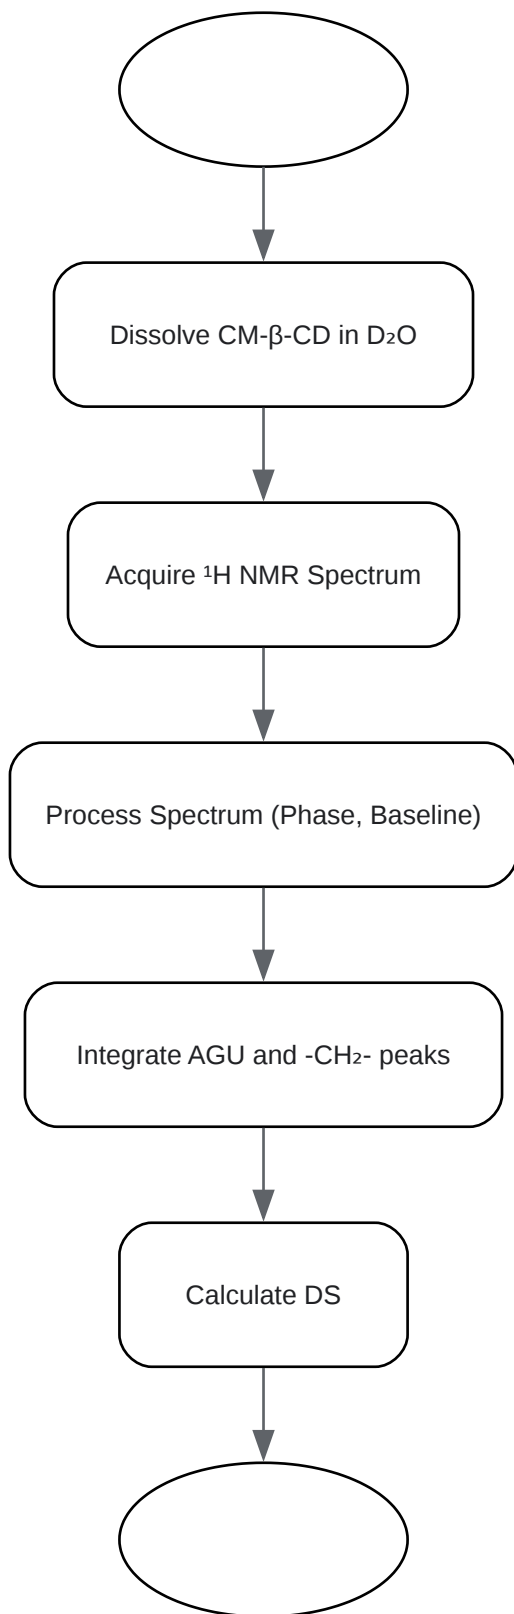 Dissolve CM-β-CD in D₂O
Acquire ¹H NMR Spectrum
Process Spectrum (Phase, Baseline)
Integrate AGU and -CH₂- peaks
Calculate DS